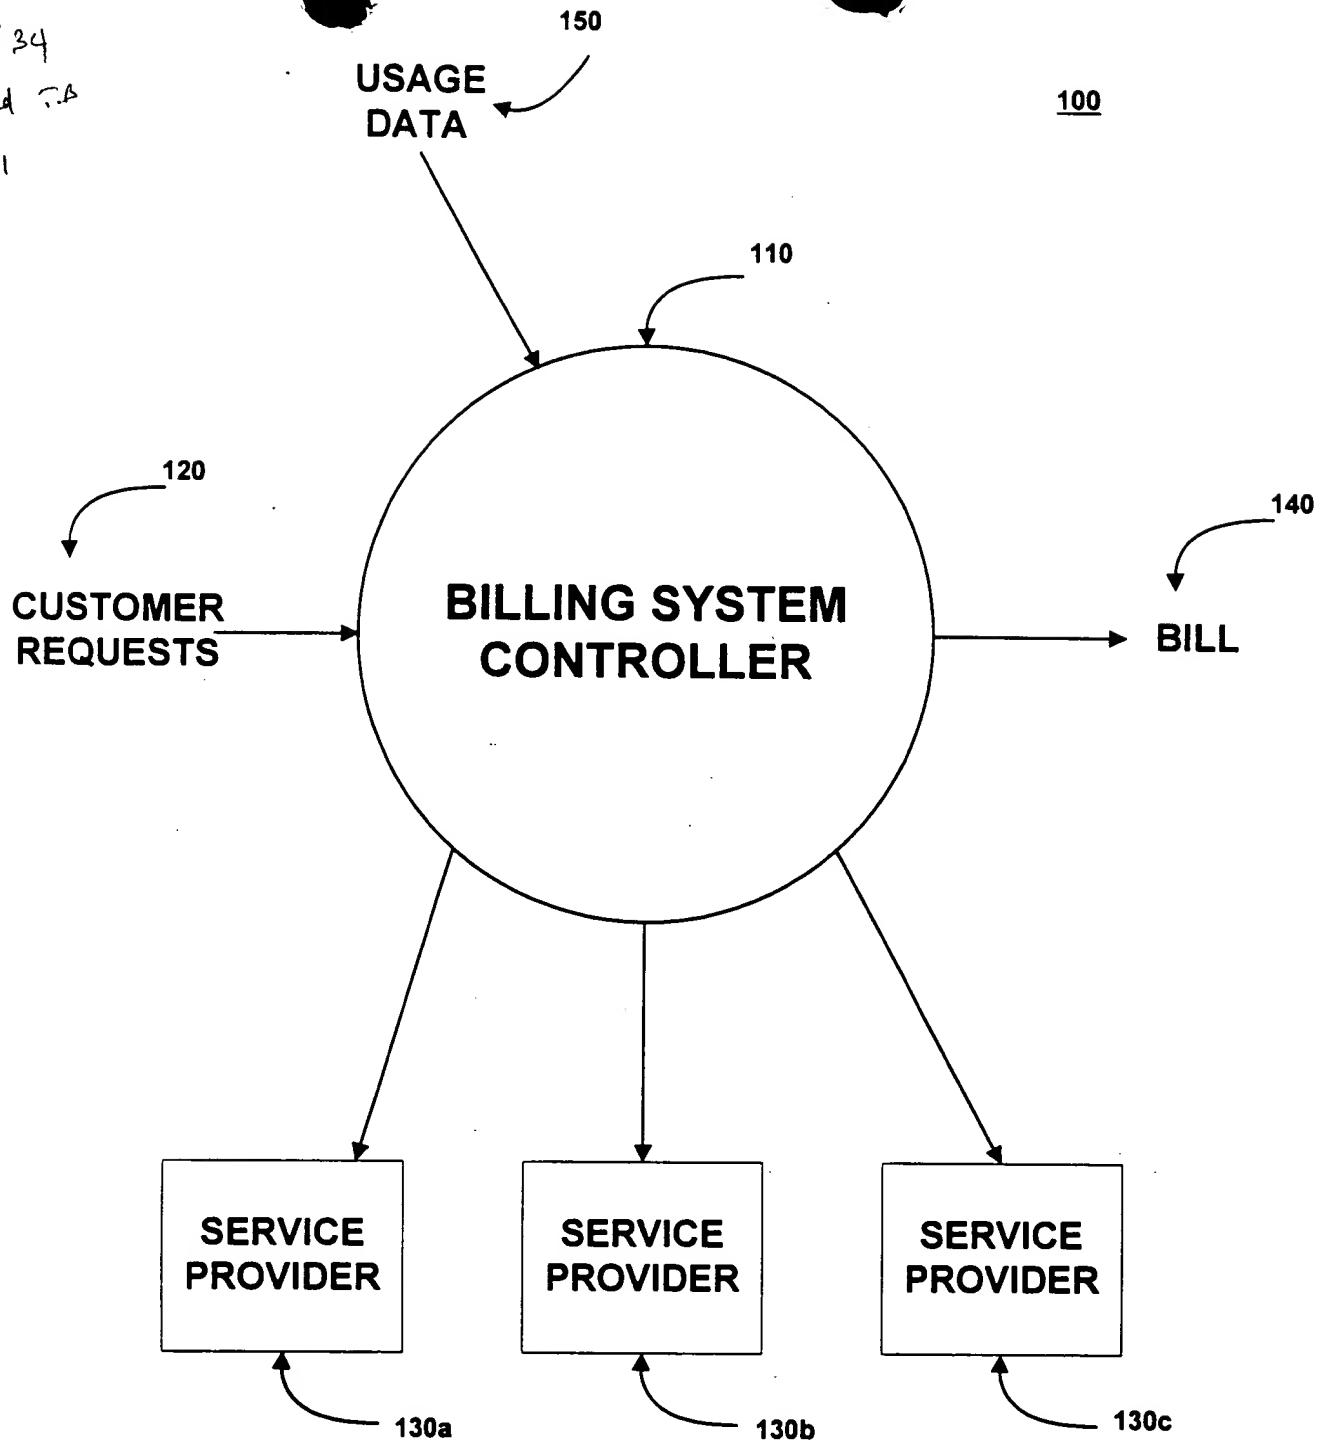 34
T.B
150
USAGE
DATA
100
110
120
140
CUSTOMER
REQUESTS
BILLING SYSTEM
CONTROLLER
BILL
SERVICE
PROVIDER
SERVICE
PROVIDER
SERVICE
PROVIDER
130a
130b
130c